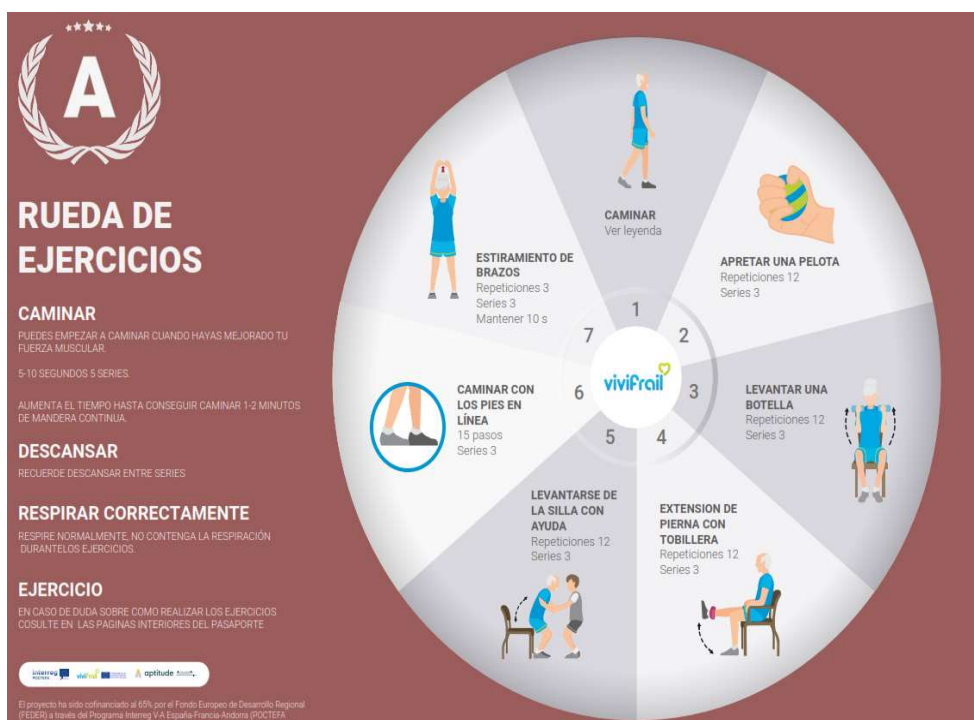 A
RUEDA DE
EJERCICIOS
CAMINAR
PUEDES EMPEZAR A CAMINAR CUANDO HAYAS MEJORADO TU
FUERZA MUSCULAR.
5-10 SEGUNDOS 5 SERIES.
AUMENTA EL TIEMPO HASTA CONSEGUIR CAMINAR 1-2 MINUTOS
DE MANDERA CONTINUA.
DESCANSAR
RECUERDE DESCANSAR ENTRE SERIES
RESPIRAR CORRECTAMENTE
RESPIRE NORMALMENTE, NO CONTENGA LA RESPIRACIÓN
DURANTELOS EJERCICIOS.
EJERCICIO
EN CASO DE DUDA SOBRE COMO REALIZAR LOS EJERCICIOS
COSULTE EN LAS PAGINAS INTERIORES DEL PASAPORTE
interreg
POCTEFA
vivifrail
aptitude
El proyecto ha sido cofinanciado al 65% por el Fondo Europeo de Desarrollo Regional
(FEDER) a través del Programa Interreg V-A España-Francia-Andorra (POCTEFA
CAMINAR
Ver leyenda
1
APRETAR UNA PELOTA
Repeticiones 12
Series 3
2
LEVANTAR UNA
BOTELLA
Repeticiones 12
Series 3
3
EXTENSION DE
PIERNA CON
TOBILLERA
Repeticiones 12
Series 3
4
LEVANTARSE DE
LA SILLA CON
AYUDA
Repeticiones 12
Series 3
5
CAMINAR CON
LOS PIES EN
LÍNEA
15 pasos
Series 3
6
ESTIRAMIENTO DE
BRAZOS
Repeticiones 3
Series 3
Mantener 10 s
7
vivifrail